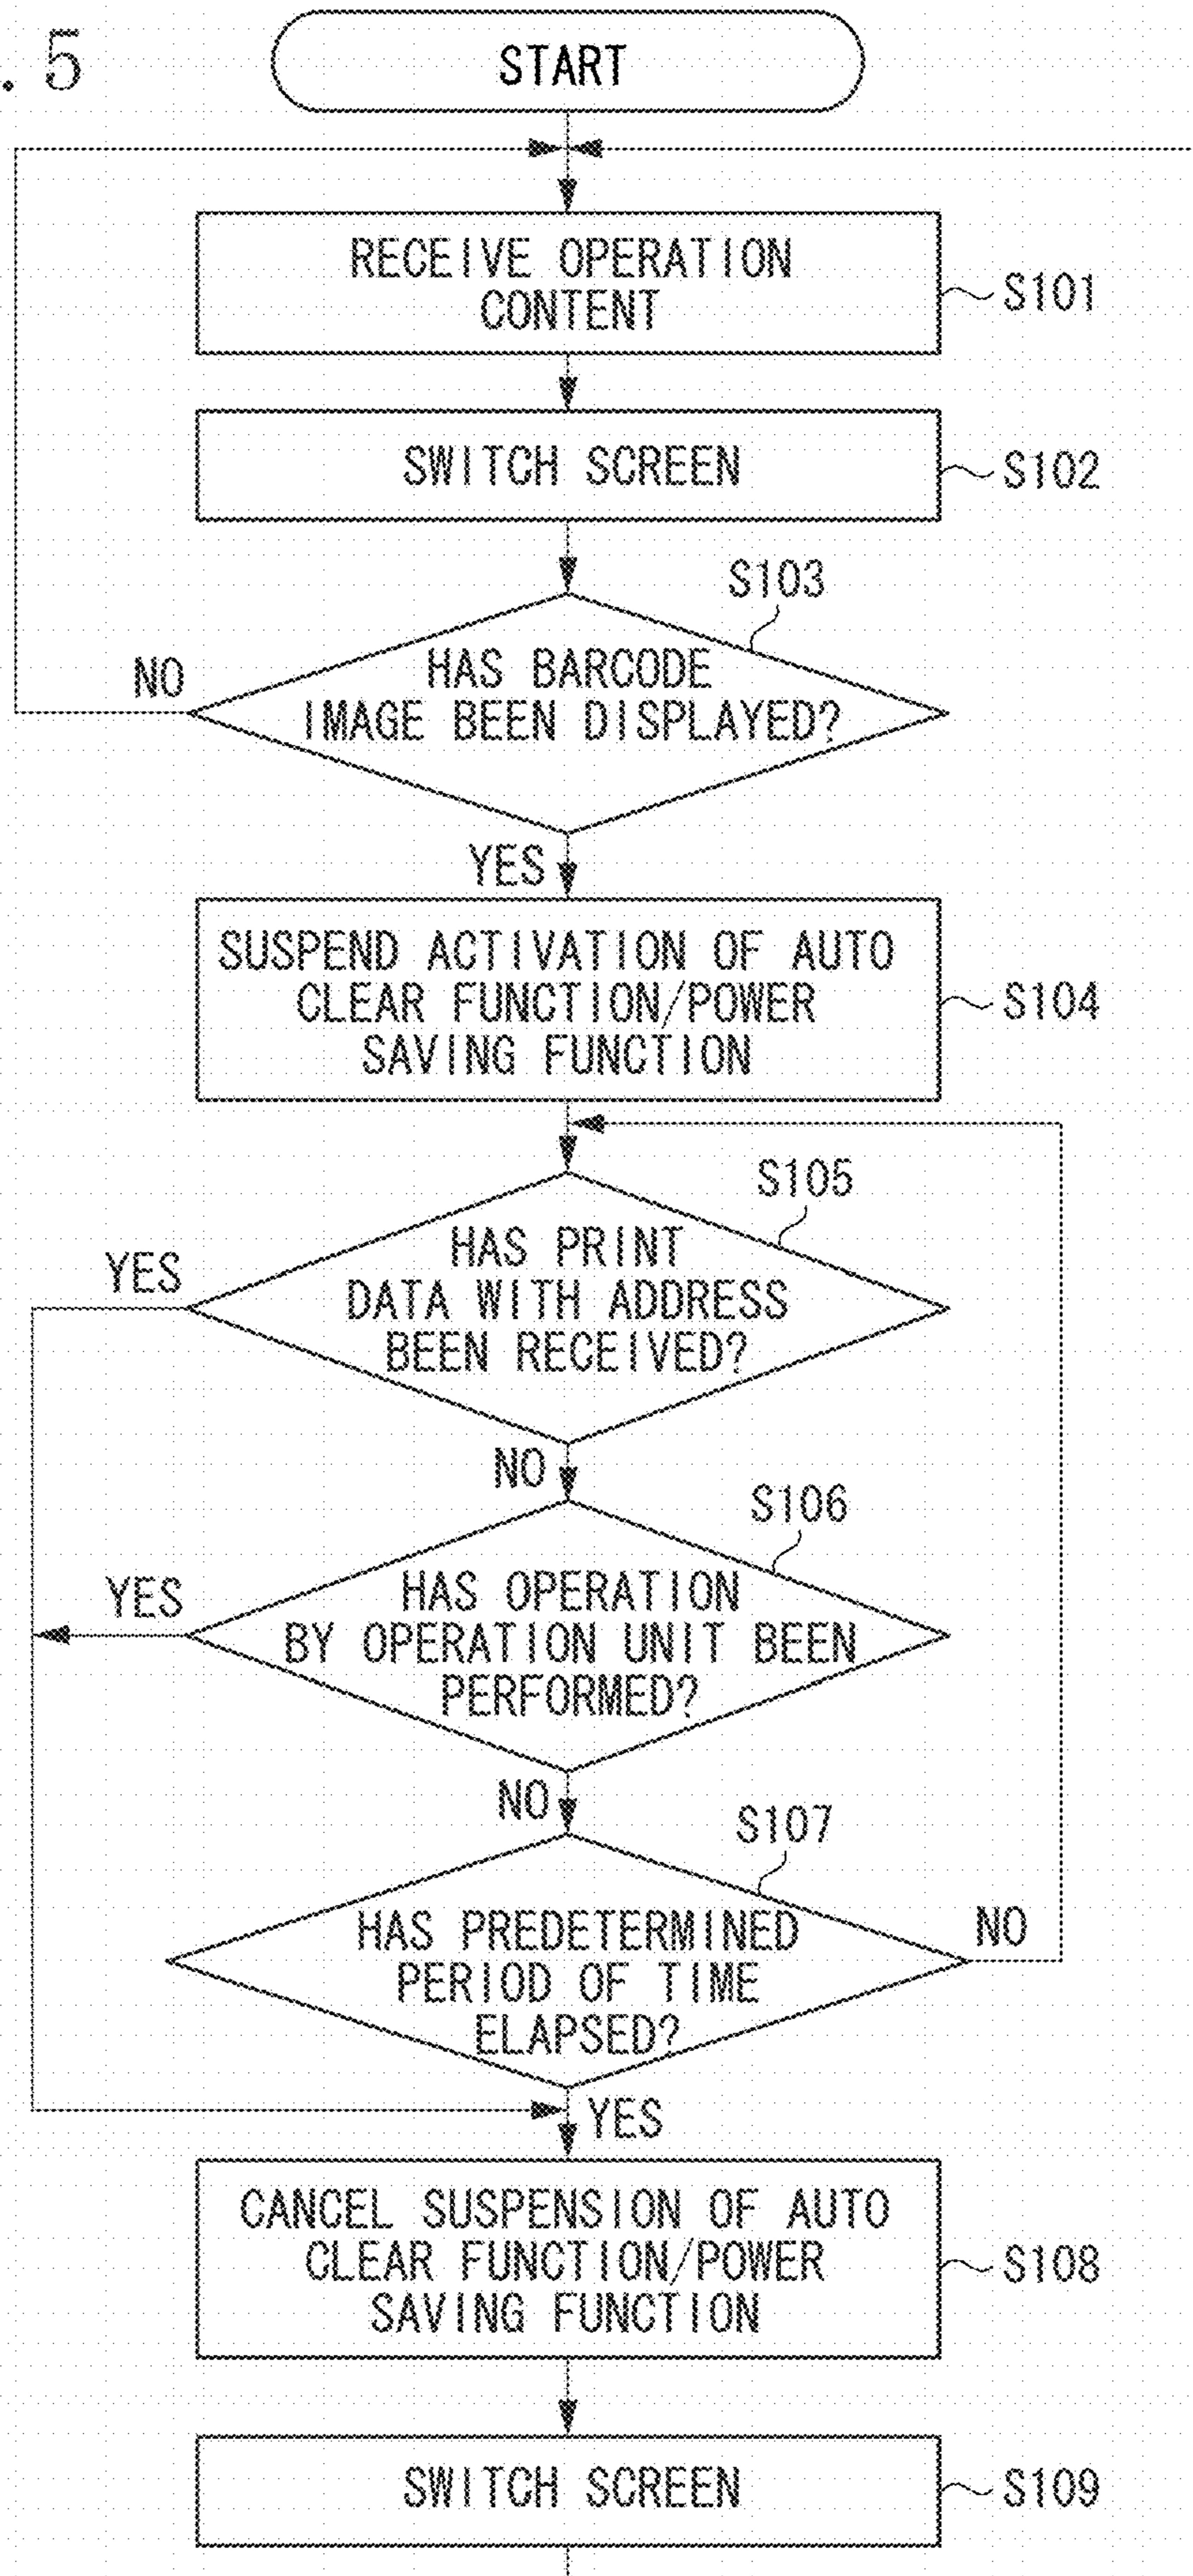 . 5
START
RECEIVE OPERATION
CONTENT
S101
SWITCH SCREEN
S102
S103
NO
HAS BARCODE
IMAGE BEEN DISPLAYED?
YES
SUSPEND ACTIVATION OF AUTO
CLEAR FUNCTION/POWER
SAVING FUNCTION
S104
S105
YES
HAS PRINT
DATA WITH ADDRESS
BEEN RECEIVED?
NO
S106
YES
HAS OPERATION
BY OPERATION UNIT BEEN
PERFORMED?
NO
S107
HAS PREDETERMINED
PERIOD OF TIME
ELAPSED?
NO
YES
CANCEL SUSPENSION OF AUTO
CLEAR FUNCTION/POWER
SAVING FUNCTION
S108
SWITCH SCREEN
S109